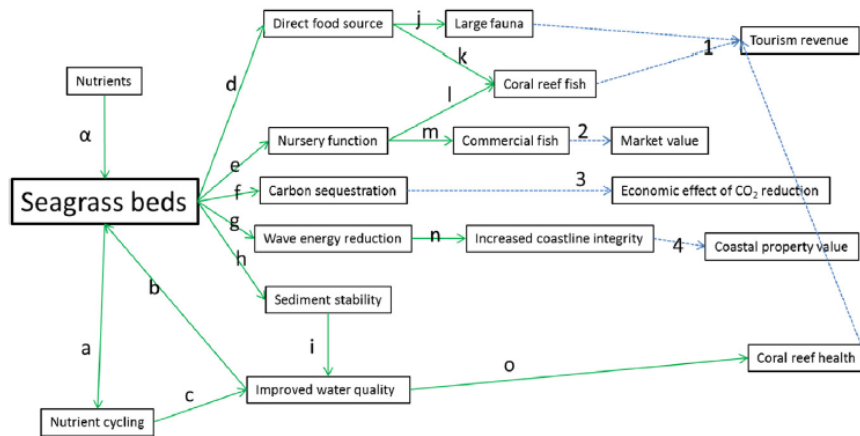 Direct food source
j
Large fauna
1
Tourism revenue
Nutrients
d
k
Coral reef fish
α
l
Nursery function
m
Commercial fish
2
Market value
e
Seagrass beds
f
Carbon sequestration
3
Economic effect of CO₂ reduction
g
Wave energy reduction
n
Increased coastline integrity
4
Coastal property value
h
b
Sediment stability
a
i
o
Coral reef health
c
Improved water quality
Nutrient cycling